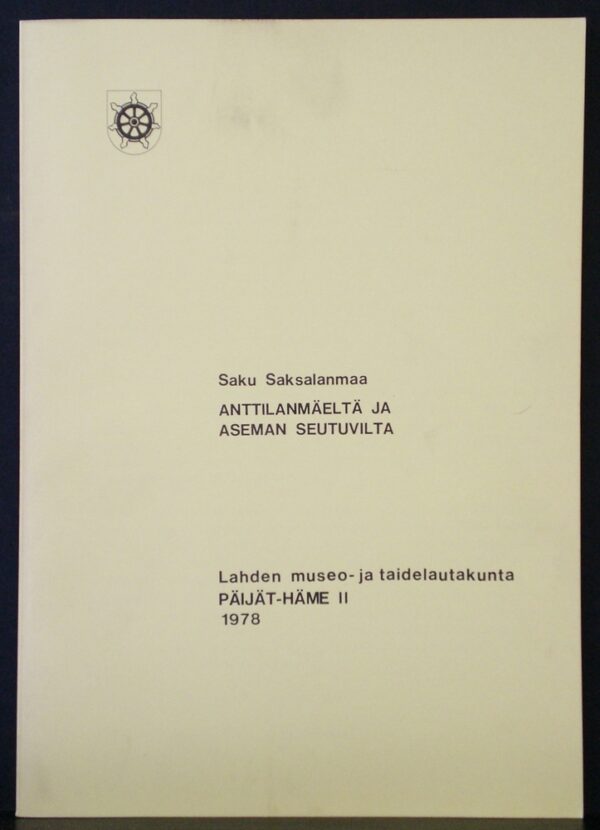 Saku Saksalanmaa
ANTTILANMÄELTÄ JA
ASEMAN SEUTUVILTA
Lahden museo- ja taidelautakunta
PÄIJÄT-HÄME II
1978